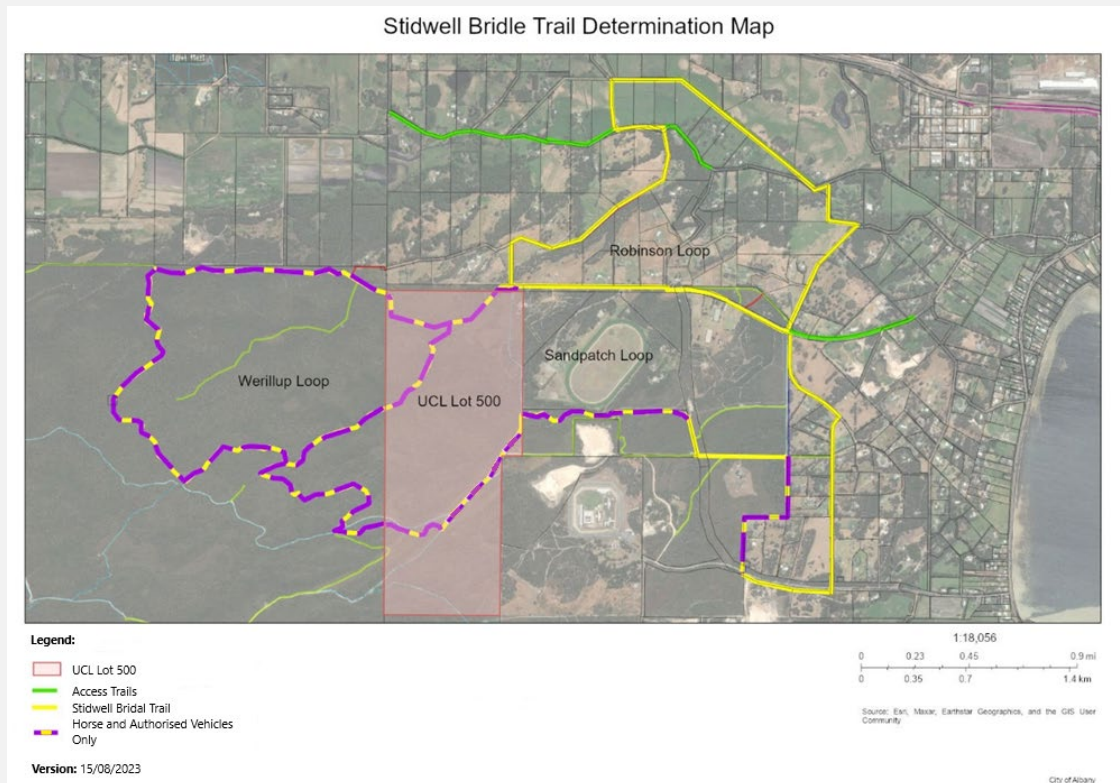 Stidwell Bridle Trail Determination Map
Robinson Loop
Sandpatch Loop
Werillup Loop
UCL Lot 500
Legend:
UCL Lot 500
Access Trails
Stidwell Bridal Trail
Horse and Authorised Vehicles
Only
Version: 15/08/2023
1:18,056
0 0.23 0.45 0.9 mi
0 0.35 0.7 1.4 km
Source: Esri, Maxar, Earthstar Geographics, and the GIS User
Community
City of Albany